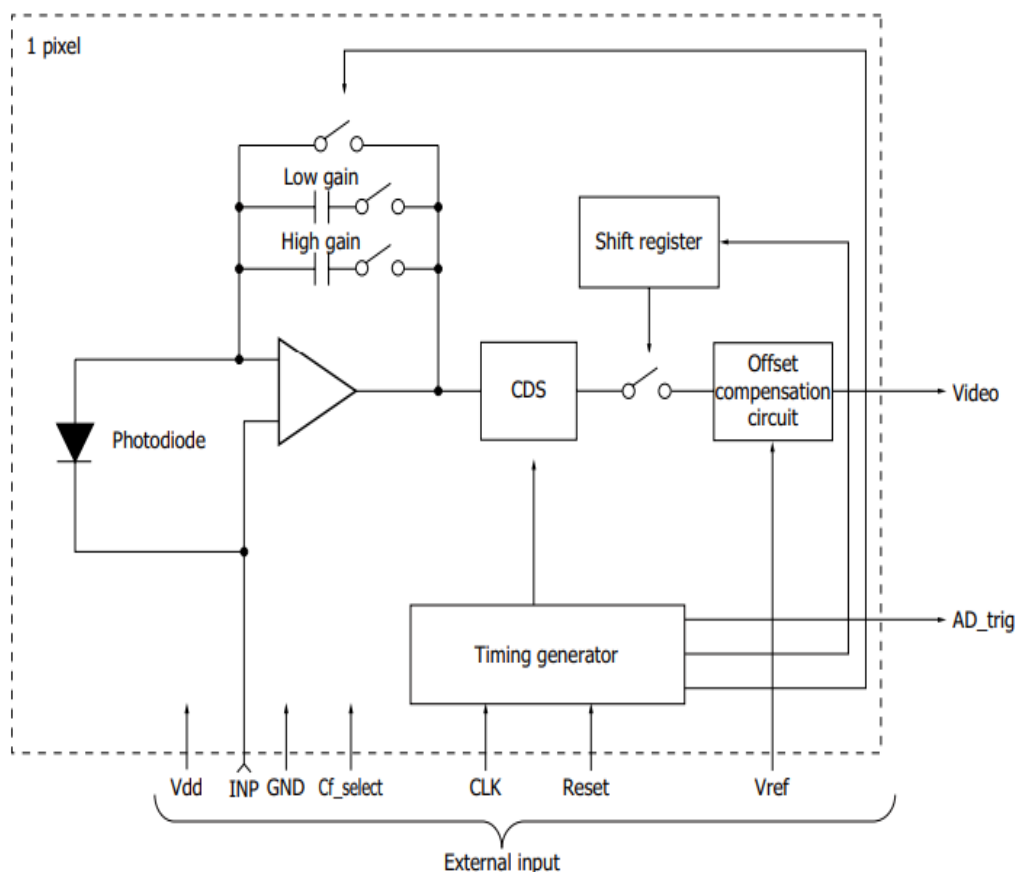 1 pixel
Low gain
High gain
Shift register
Photodiode
CDS
Offset
compensation
circuit
Video
Timing generator
AD_trig
Vdd
INP
GND
Cf_select
CLK
Reset
Vref
External input